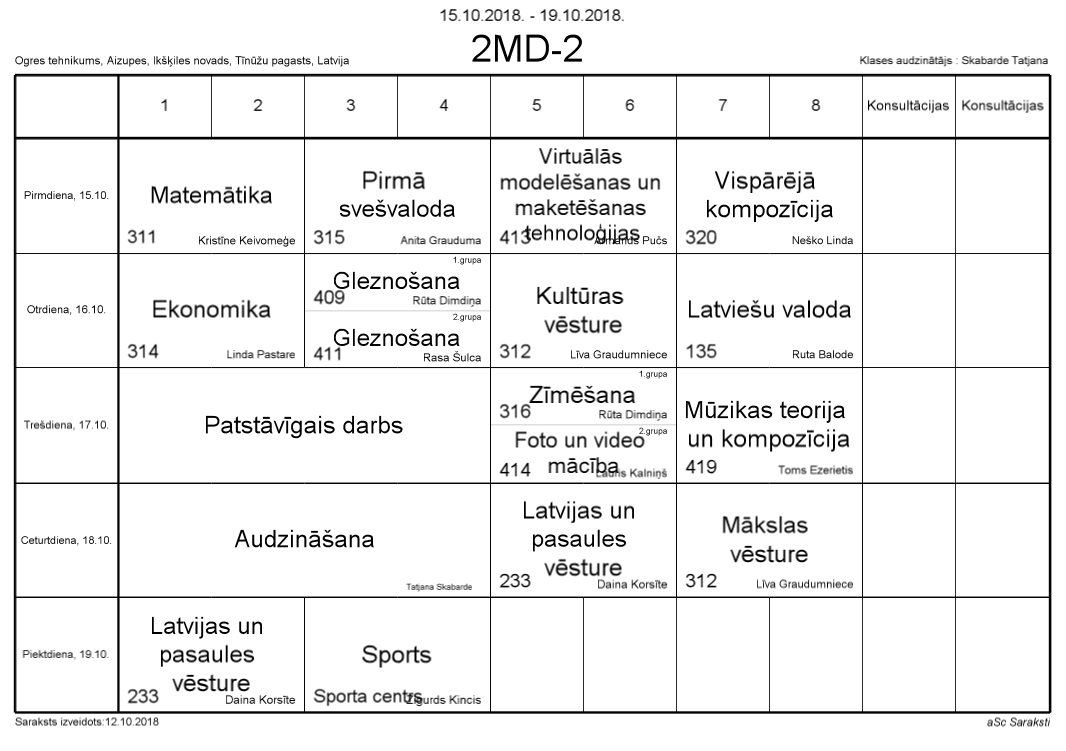 15.10.2018. - 19.10.2018.
2MD-2
Ogres tehnikums, Aizupes, Ikšķiles novads, Tīnūžu pagasts, Latvija
Klases audzinātājs : Skabarde Tatjana
1 2 3 4 5 6 7 8 Konsultācijas Konsultācijas
Pirmdiena, 15.10.
Matemātika
311 Kristīne Keivomeģe
Pirmā
svešvaloda
315 Anita Grauduma
Virtuālās
modelēšanas un
maketēšanas
tehnoloģijas
413 Pučs
Vispārējā
kompozīcija
320 Neško Linda
Otrdiena, 16.10.
Ekonomika
314 Linda Pastare
1.grupa
Gleznošana
409 Rūta Dimdiņa
2.grupa
Gleznošana
411 Rasa Šulca
Kultūras
vēsture
312 Līva Graudumniece
Latviešu valoda
135 Ruta Balode
Trešdiena, 17.10.
Patstāvīgais darbs
1.grupa
Zīmēšana
316 Rūta Dimdiņa
2.grupa
Foto un video
mācība
414 Lauris Kalniņš
Mūzikas teorija
un kompozīcija
419 Toms Ezerietis
Ceturtdiena, 18.10.
Audzināšana
Tatjana Skabarde
Latvijas un
pasaules
vēsture
233 Daina Korsīte
Mākslas
vēsture
312 Līva Graudumniece
Piektdiena, 19.10.
Latvijas un
pasaules
vēsture
233 Daina Korsīte
Sports
Sporta centrs Zigurds Kincis
Saraksts izveidots:12.10.2018
aSc Saraksti